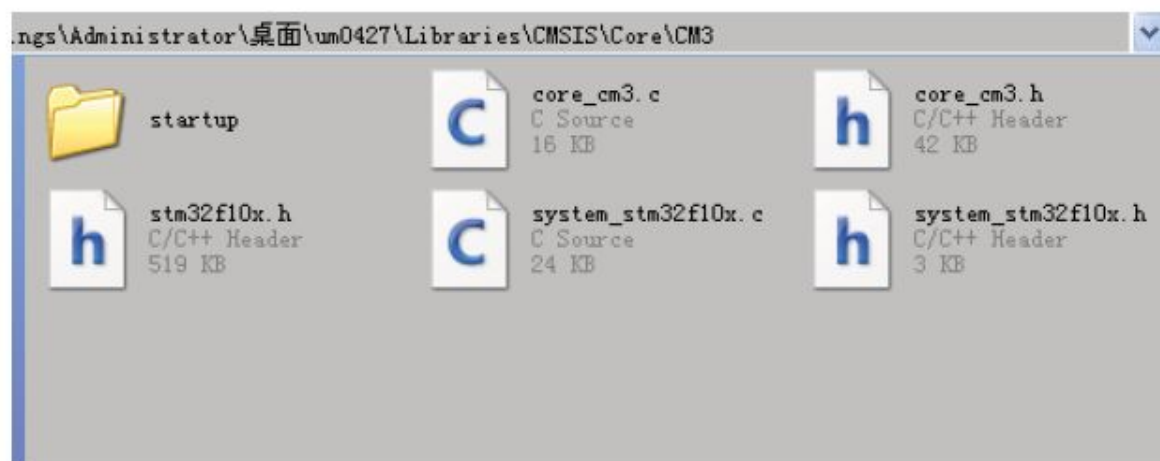 .ngs\Administrator\桌面\um0427\Libraries\CMSIS\Core\CM3
startup
core_cm3.c
C Source
16 KB
core_cm3.h
C/C++ Header
42 KB
stm32f10x.h
C/C++ Header
519 KB
system_stm32f10x.c
C Source
24 KB
system_stm32f10x.h
C/C++ Header
3 KB